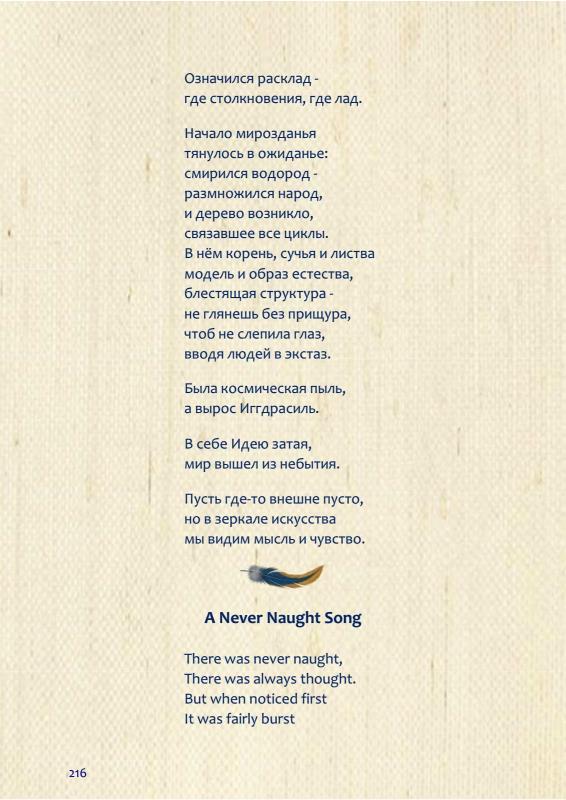 Означился расклад -
где столкновения, где лад.
Начало мирозданья
тянулось в ожиданье:
смирился водород -
размножился народ,
и дерево возникло,
связавшее все циклы.
В нём корень, сучья и листва
модель и образ естества,
блестящая структура -
не глянешь без прищура,
чтоб не слепила глаз,
вводя людей в экстаз.
Была космическая пыль,
а вырос Иггдрасиль.
В себе Идею затая,
мир вышел из небытия.
Пусть где-то внешне пусто,
но в зеркале искусства
мы видим мысль и чувство.
A Never Naught Song
There was never naught,
There was always thought.
But when noticed first
It was fairly burst
216